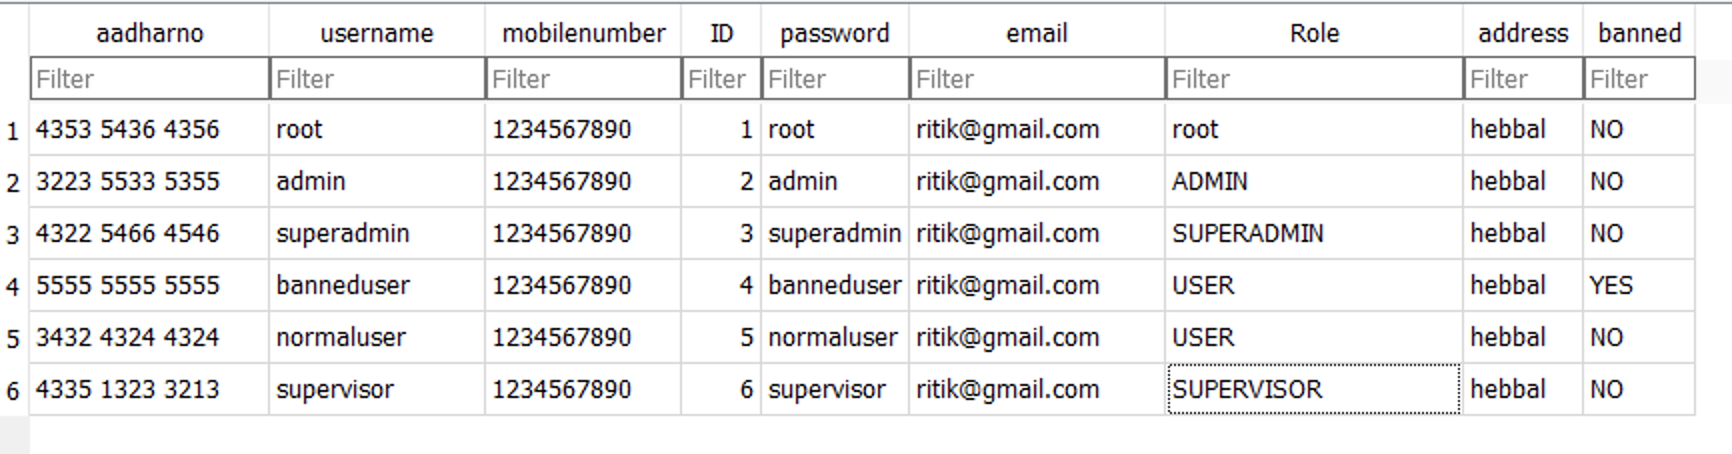 aadharno username mobilenumber ID password email Role address banned
Filter Filter Filter Filter Filter Filter Filter Filter Filter
1 4353 5436 4356 root 1234567890 1 root ritik@gmail.com root hebbal NO
2 3223 5533 5355 admin 1234567890 2 admin ritik@gmail.com ADMIN hebbal NO
3 4322 5466 4546 superadmin 1234567890 3 superadmin ritik@gmail.com SUPERADMIN hebbal NO
4 5555 5555 5555 banneduser 1234567890 4 banneduser ritik@gmail.com USER hebbal YES
5 3432 4324 4324 normaluser 1234567890 5 normaluser ritik@gmail.com USER hebbal NO
6 4335 1323 3213 supervisor 1234567890 6 supervisor ritik@gmail.com SUPERVISOR hebbal NO